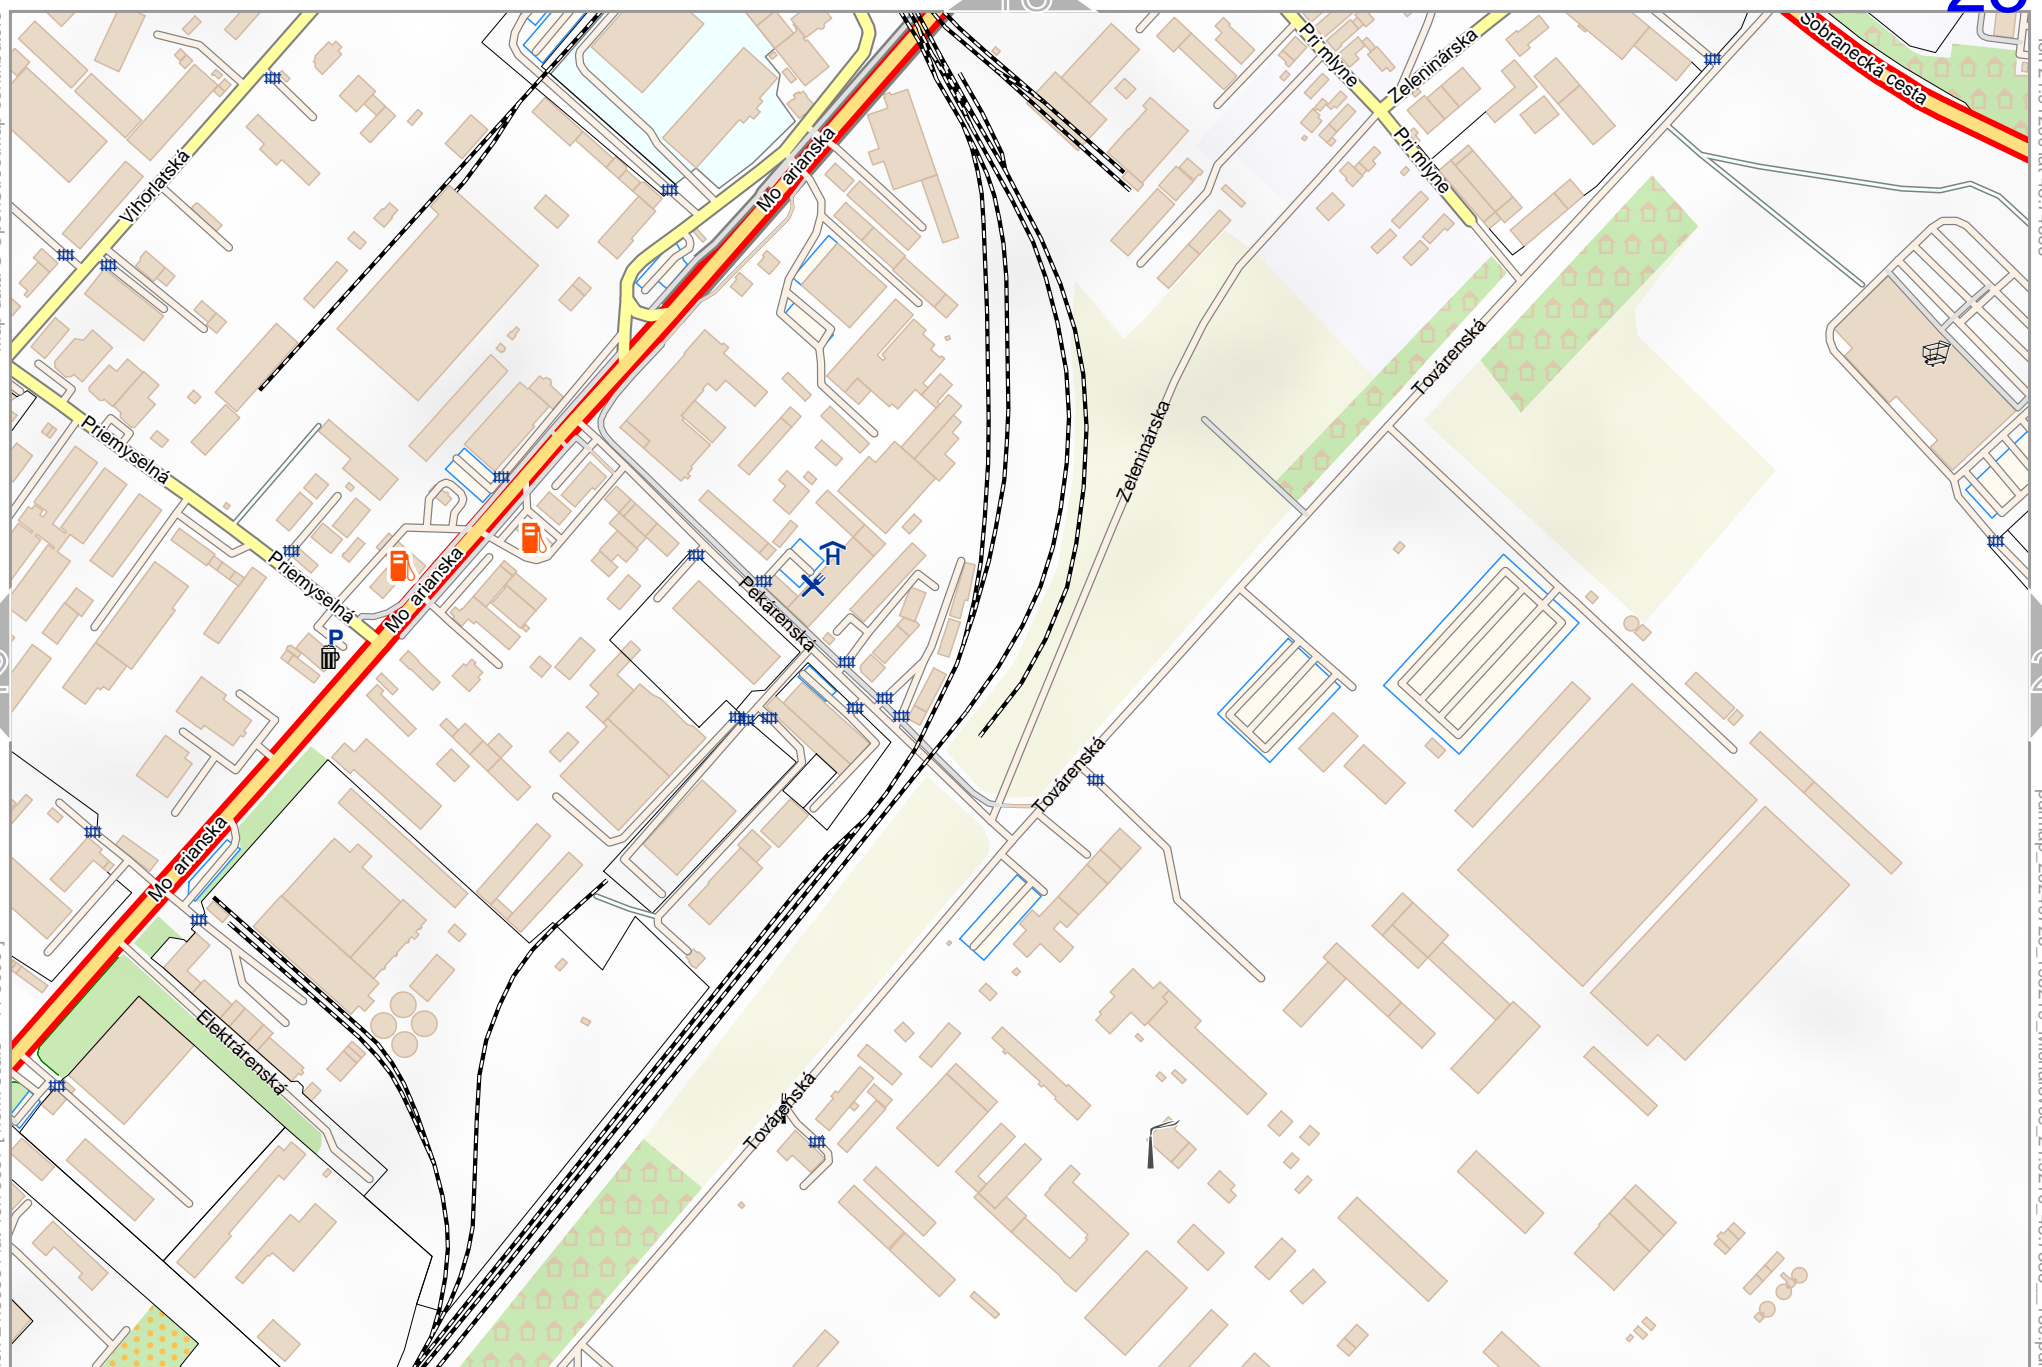 Sobranecká cesta
Pri mlyne
Zeleninárska
Mo arianska
Pri mlyne
Vihorlatská
Továrenská
Priemyselná
Zeleninárska
Priemyselná
Mo arianska
H
Pekárenská
P
Továrenská
Mo arianska
Elektrárenská
Továrenská